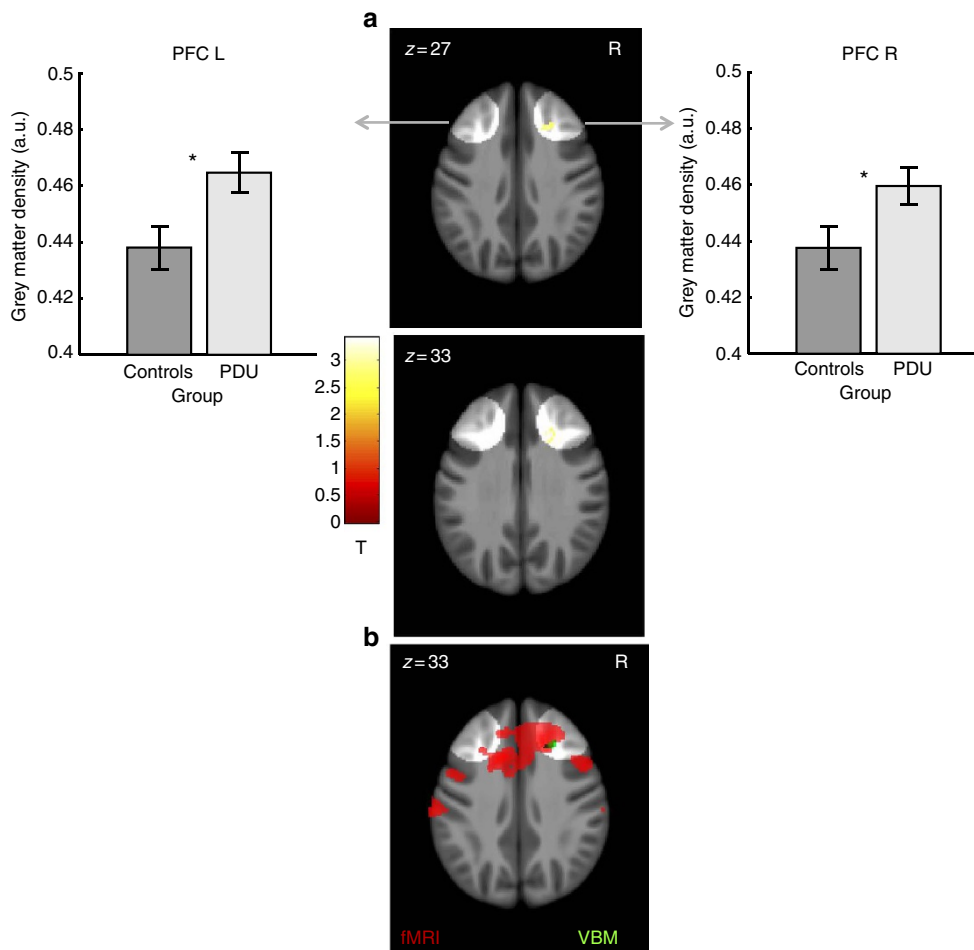 a
PFC L
Grey matter density (a.u.)
0.5
0.48
0.46
0.44
0.42
0.4
*
Controls
PDU
Group
z=27
R
PFC R
Grey matter density (a.u.)
0.5
0.48
0.46
0.44
0.42
0.4
*
Controls
PDU
Group
3
2.5
2
1.5
1
0.5
0
T
z=33
b
z=33
R
fMRI
VBM